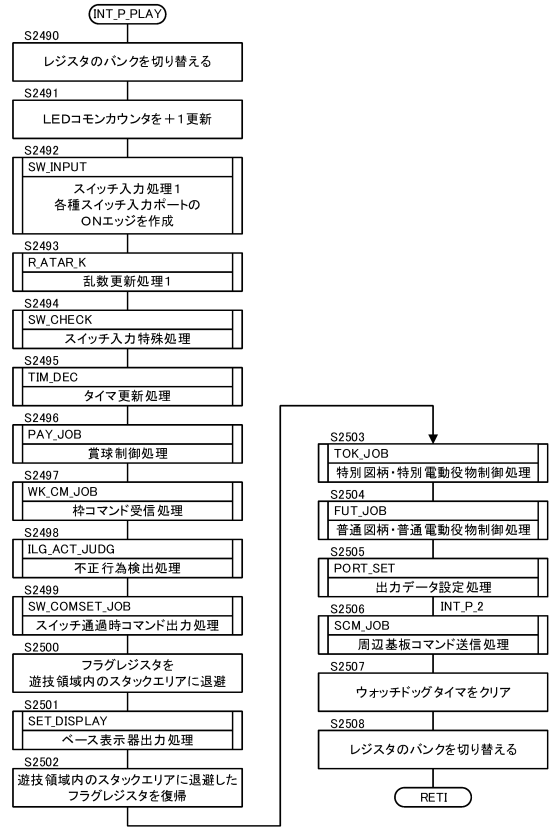 INT_P_PLAY
S2490
レジスタのバンクを切り替える
S2491
LEDコモンカウンタを+1更新
S2492
SW_INPUT
スイッチ入力処理1
各種スイッチ入力ポートの
ONエッジを作成
S2493
R_ATAR_K
乱数更新処理1
S2494
SW_CHECK
スイッチ入力特殊処理
S2495
TIM_DEC
タイマ更新処理
S2496
PAY_JOB
賞球制御処理
S2497
WK_CM_JOB
枠コマンド受信処理
S2498
ILG_ACT_JUDG
不正行為検出処理
S2499
SW_COMSET_JOB
スイッチ通過時コマンド出力処理
S2500
フラグレジスタを
遊技領域内のスタックエリアに退避
S2501
SET_DISPLAY
ベース表示器出力処理
S2502
遊技領域内のスタックエリアに退避した
フラグレジスタを復帰
S2503
TOK_JOB
特別図柄・特別電動役物制御処理
S2504
FUT_JOB
普通図柄・普通電動役物制御処理
S2505
PORT_SET
出力データ設定処理
INT_P_2
S2506
SCM_JOB
周辺基板コマンド送信処理
S2507
ウォッチドッグタイマをクリア
S2508
レジスタのバンクを切り替える
RETI